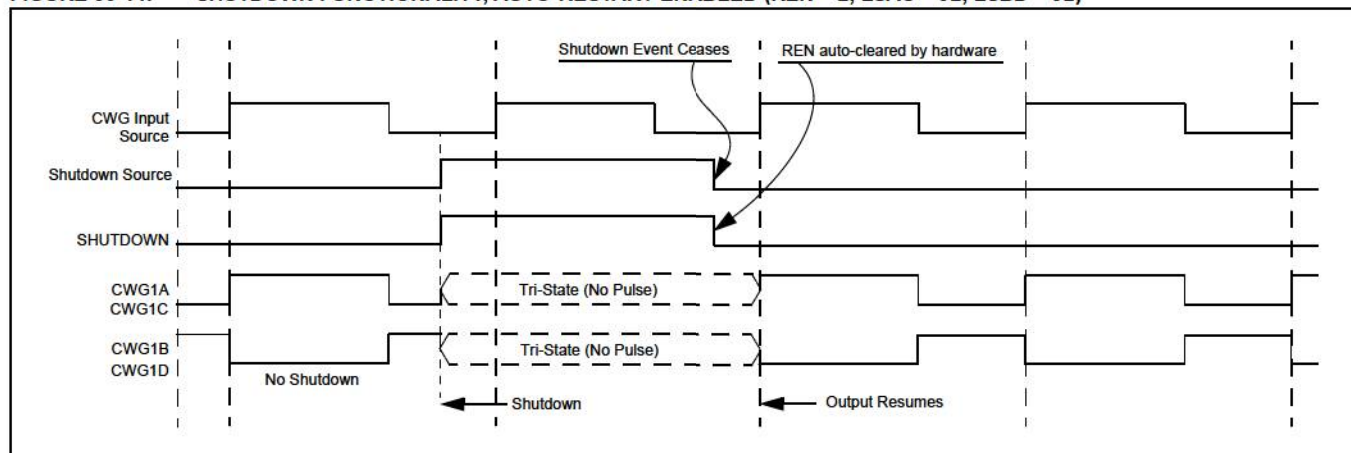 Shutdown Event Ceases
REN auto-cleared by hardware
CWG Input
Source
Shutdown Source
SHUTDOWN
CWG1A
CWG1C
Tri-State (No Pulse)
CWG1B
CWG1D
Tri-State (No Pulse)
No Shutdown
Shutdown
Output Resumes